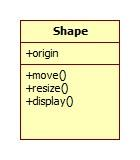 Shape
+origin
+move()
+resize()
+display()